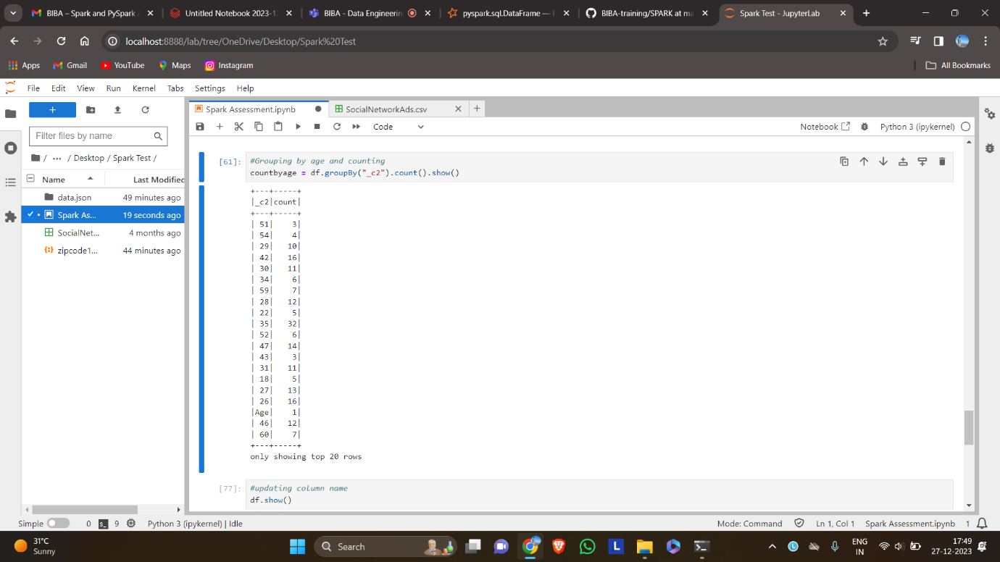 BIBA – Spark and PySpark
Untitled Notebook 2023-12
BIBA - Data Engineerin
pyspark.sql.DataFrame —
BIBA-training/SPARK at ma
Spark Test - JupyterLab
localhost:8888/lab/tree/OneDrive/Desktop/Spark%20Test
Apps
Gmail
YouTube
Maps
Instagram
All Bookmarks
File Edit View Run Kernel Tabs Settings Help
Spark Assessment.ipynb
SocialNetworkAds.csv
Filter files by name
/ ··· / Desktop / Spark Test /
Name Last Modified
data.json 49 minutes ago
Spark As... 19 seconds ago
SocialNet... 4 months ago
zipcode1... 44 minutes ago
Code
Notebook
Python 3 (ipykernel)
[61]:
#Grouping by age and counting
countbyage = df.groupBy("_c2").count().show()
+---+-----+
|_c2|count|
+---+-----+
| 51|    3|
| 54|    4|
| 29|   10|
| 42|   16|
| 30|   11|
| 34|    6|
| 59|    7|
| 28|   12|
| 22|    5|
| 35|   32|
| 52|    6|
| 47|   14|
| 43|    3|
| 31|   11|
| 18|    5|
| 27|   13|
| 26|   16|
|Age|    1|
| 46|   12|
| 60|    7|
+---+-----+
only showing top 20 rows
[77]:
#updating column name
df.show()
Simple
0
9
Python 3 (ipykernel) | Idle
Mode: Command
Ln 1, Col 1
Spark Assessment.ipynb
1
31°C
Sunny
Search
L
ENG
IN
17:49
27-12-2023